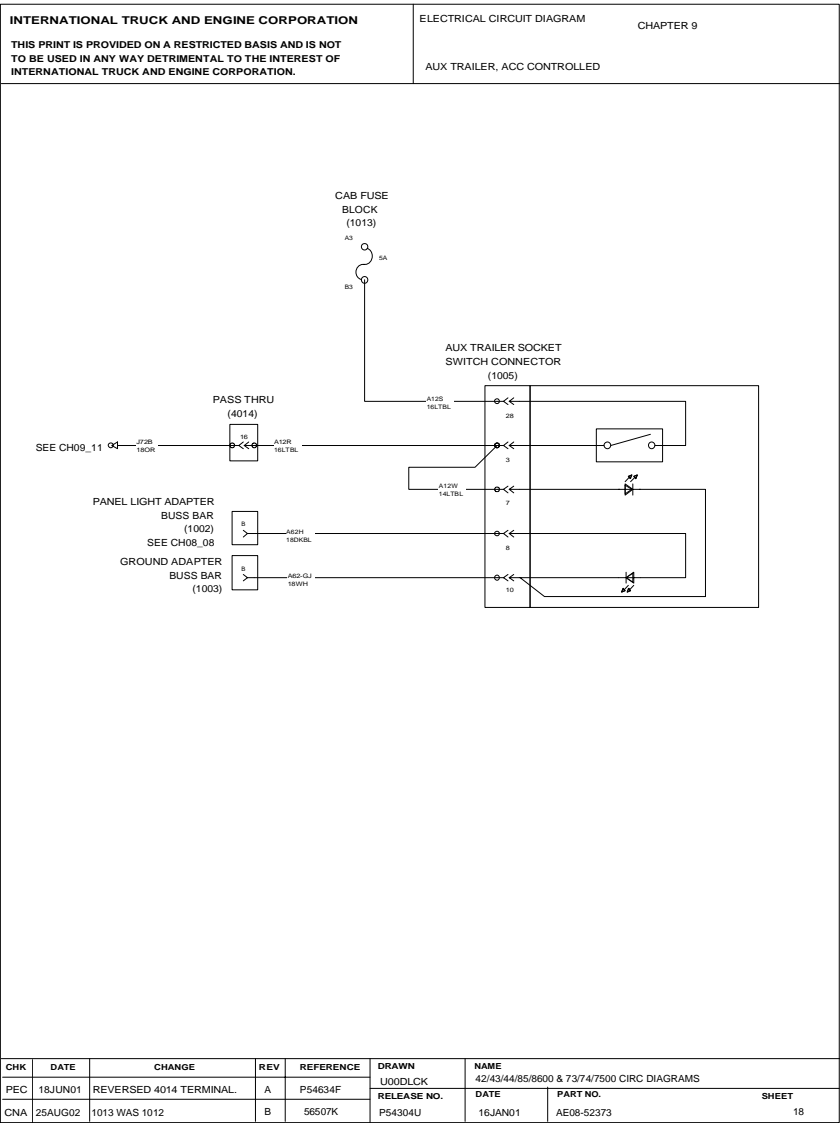 INTERNATIONAL TRUCK AND ENGINE CORPORATION
THIS PRINT IS PROVIDED ON A RESTRICTED BASIS AND IS NOT
TO BE USED IN ANY WAY DETRIMENTAL TO THE INTEREST OF
INTERNATIONAL TRUCK AND ENGINE CORPORATION.
ELECTRICAL CIRCUIT DIAGRAM
CHAPTER 9
AUX TRAILER, ACC CONTROLLED
CAB FUSE
BLOCK
(1013)
A3
5A
B3
AUX TRAILER SOCKET
SWITCH CONNECTOR
(1005)
A12S
16LTBL
28
PASS THRU
(4014)
SEE CH09_11
J72B
18OR
16
A12R
16LTBL
3
A12W
14LTBL
7
PANEL LIGHT ADAPTER
BUSS BAR
(1002)
SEE CH08_08
B
A62H
18DKBL
8
GROUND ADAPTER
BUSS BAR
(1003)
B
A62-GJ
18WH
10
CHK DATE CHANGE REV REFERENCE
PEC 18JUN01 REVERSED 4014 TERMINAL. A P54634F
CNA 25AUG02 1013 WAS 1012 B 56507K
DRAWN
U00DLCK
RELEASE NO.
P54304U
NAME
42/43/44/85/8600 & 73/74/7500 CIRC DIAGRAMS
DATE PART NO. SHEET
16JAN01 AE08-52373 18